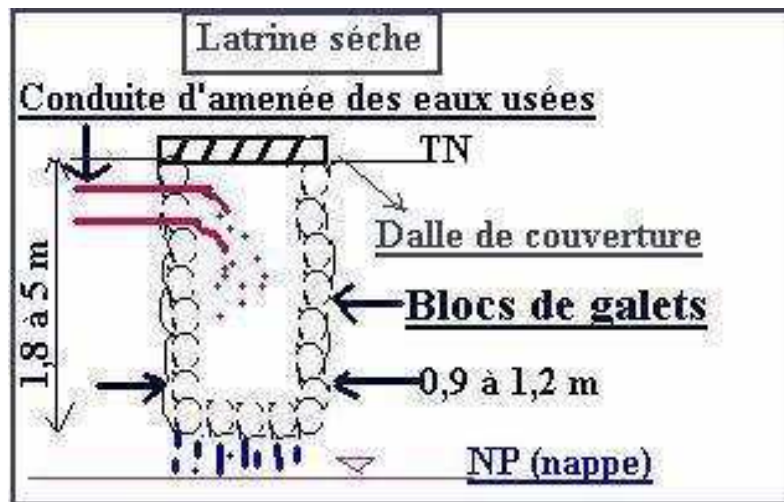 Latrine séche
Conduite d'amenée des eaux usées
TN
Dalle de couverture
1,8 à 5 m
Blocs de galets
0,9 à 1,2 m
NP (nappe)